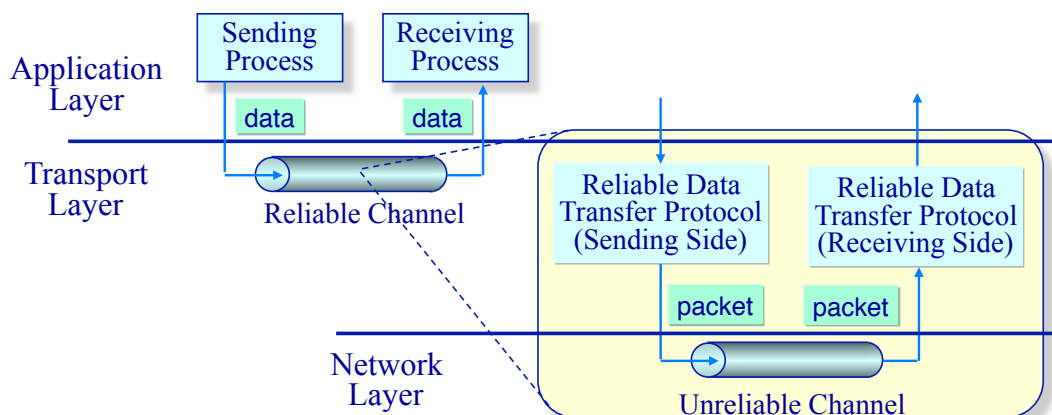 Application
Layer
Sending
Process
Receiving
Process
data
data
Transport
Layer
Reliable Channel
Reliable Data
Transfer Protocol
(Sending Side)
Reliable Data
Transfer Protocol
(Receiving Side)
packet
packet
Network
Layer
Unreliable Channel